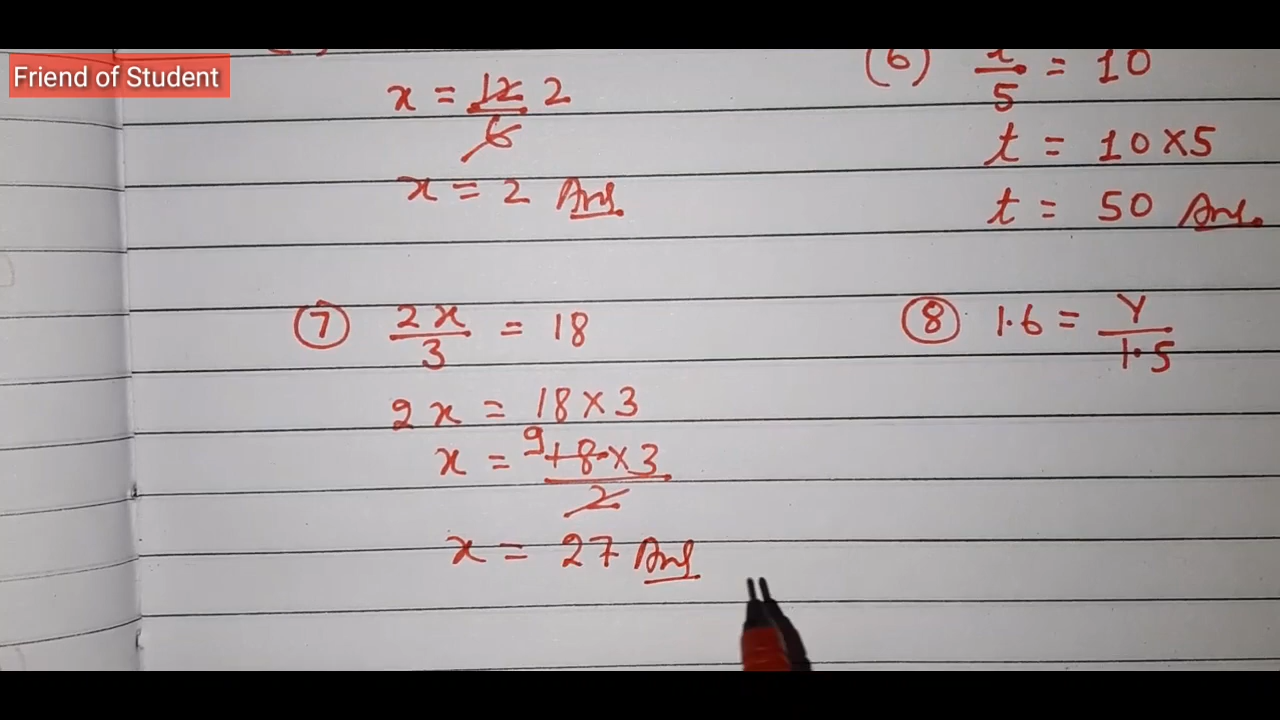 Friend of Student
x = 12 2
6
x = 2 Ans
(6) t/5 = 10
t = 10×5
t = 50 Ans.
(7) 2x/3 = 18
2x = 18×3
x = 9 18×3
2
x = 27 Ans
(8) 1.6 = Y/1.5